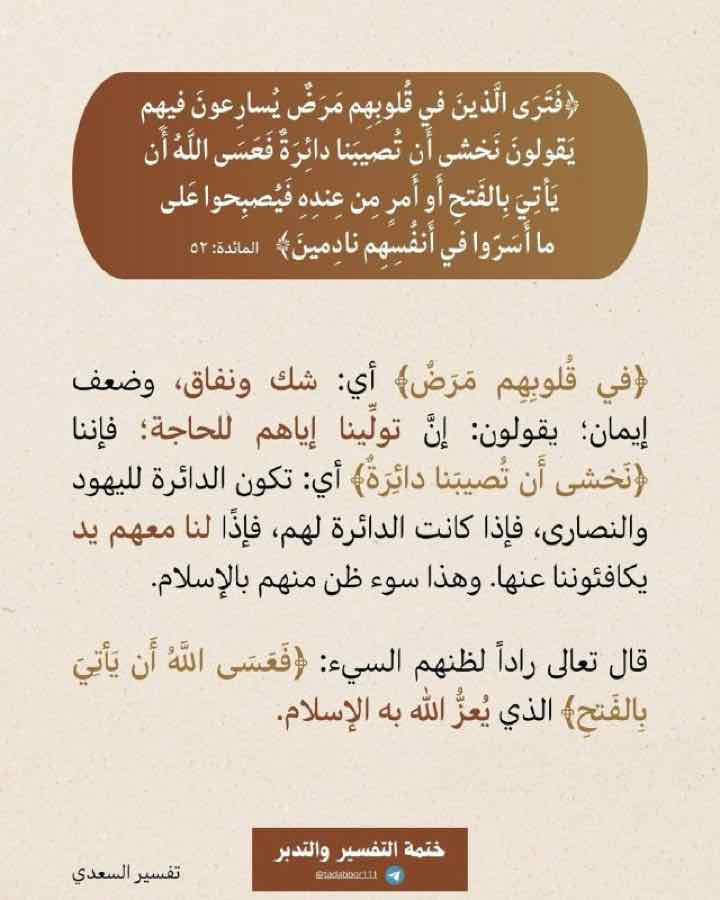 ﴿فَتَرَى الَّذينَ في قُلوبِهِم مَرَضٌ يُسارِعونَ فيهِم
يَقولونَ نَخشى أَن تُصيبَنا دائِرَةٌ فَعَسَى اللَّهُ أَن
يَأتِيَ بِالفَتحِ أَو أَمرٍ مِن عِندِهِ فَيُصبِحوا عَلى
ما أَسَرّوا في أَنفُسِهِم نادِمينَ﴾ المائدة: ٥٢
﴿في قُلوبِهِم مَرَضٌ﴾ أي: شك ونفاق، وضعف
إيمان؛ يقولون: إنَّ تولِّينا إياهم للحاجة؛ فإننا
﴿نَخشى أَن تُصيبَنا دائِرَةٌ﴾ أي: تكون الدائرة لليهود
والنصارى، فإذا كانت الدائرة لهم، فإذًا لنا معهم يد
يكافئوننا عنها. وهذا سوء ظن منهم بالإسلام.
قال تعالى راداً لظنهم السيء: ﴿فَعَسَى اللَّهُ أَن يَأتِيَ
بِالفَتحِ﴾ الذي يُعزُّ الله به الإسلام.
ختمة التفسير والتدبر
@tadabbor111
تفسير السعدي